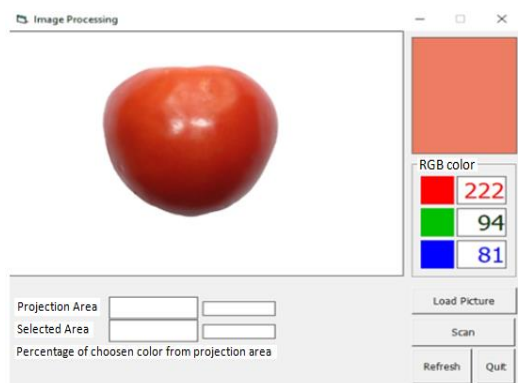 Image Processing
RGB color
222
94
81
Load Picture
Scan
Refresh Quit
Projection Area
Selected Area
Percentage of choosen color from projection area